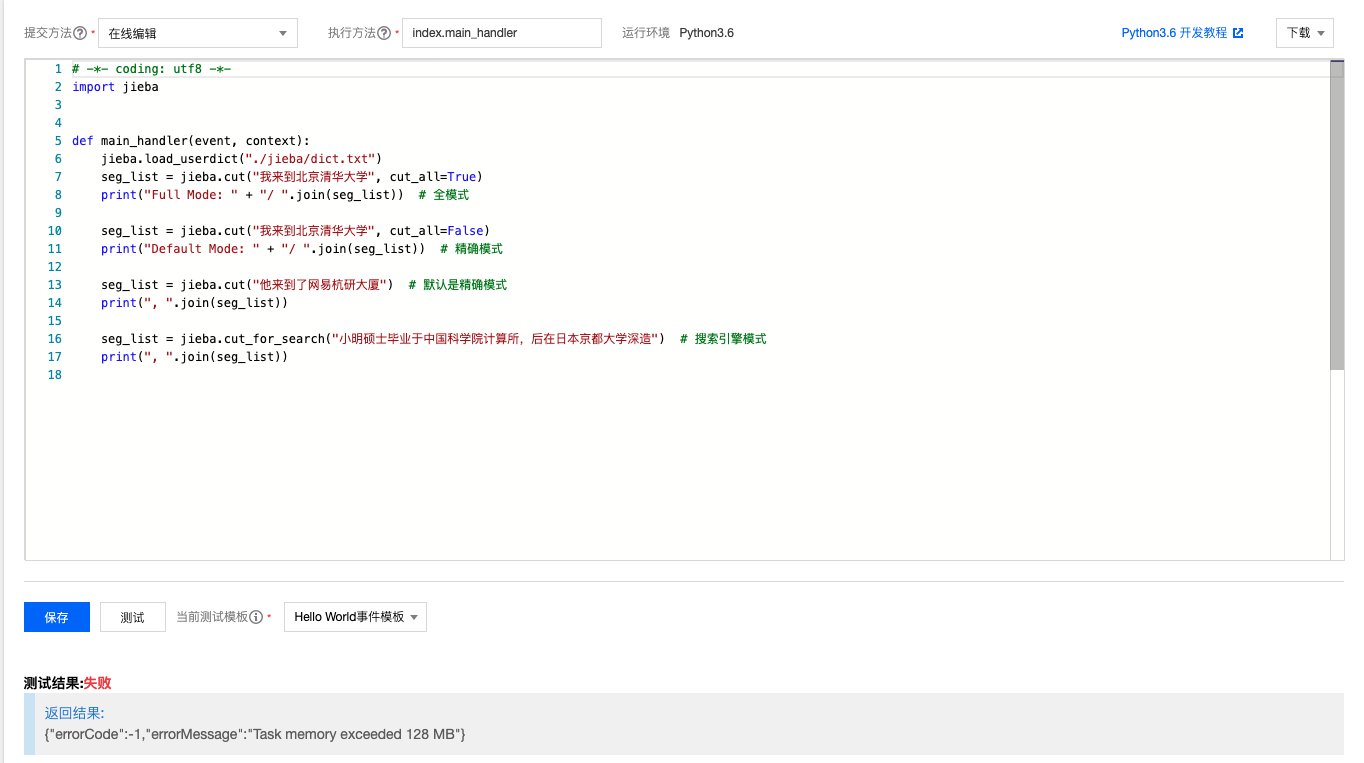 提交方法 * 在线编辑 执行方法 * index.main_handler 运行环境 Python3.6 Python3.6 开发教程 下载
1 # -*- coding: utf8 -*-
2 import jieba
3
4
5 def main_handler(event, context):
6     jieba.load_userdict("./jieba/dict.txt")
7     seg_list = jieba.cut("我来到北京清华大学", cut_all=True)
8     print("Full Mode: " + "/ ".join(seg_list))  # 全模式
9
10     seg_list = jieba.cut("我来到北京清华大学", cut_all=False)
11     print("Default Mode: " + "/ ".join(seg_list))  # 精确模式
12
13     seg_list = jieba.cut("他来到了网易杭研大厦")  # 默认是精确模式
14     print(", ".join(seg_list))
15
16     seg_list = jieba.cut_for_search("小明硕士毕业于中国科学院计算所，后在日本京都大学深造")  # 搜索引擎模式
17     print(", ".join(seg_list))
18
保存 测试 当前测试模板 * Hello World事件模板
测试结果:失败
返回结果:
{"errorCode":-1,"errorMessage":"Task memory exceeded 128 MB"}